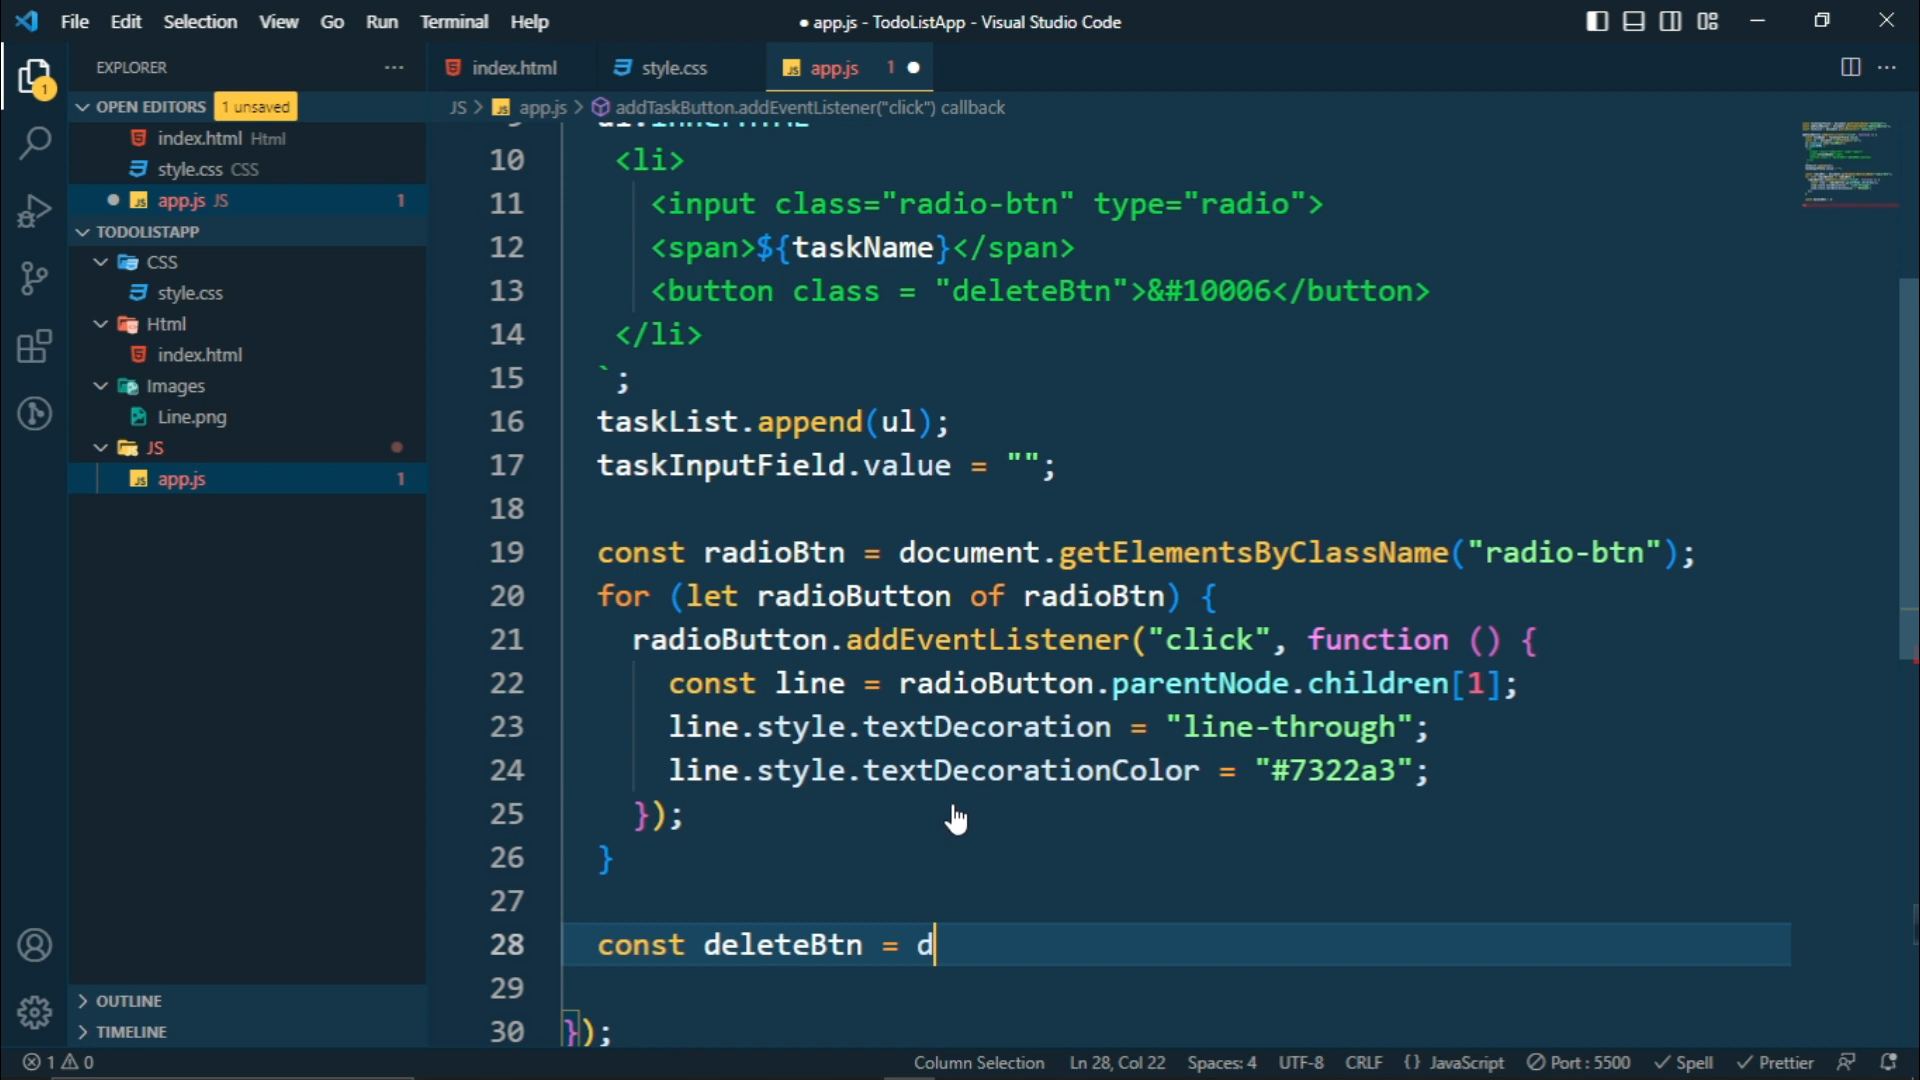 File Edit Selection View Go Run Terminal Help
● app.js - TodoListApp - Visual Studio Code
EXPLORER
index.html
style.css
app.js 1
OPEN EDITORS 1 unsaved
JS > app.js > addTaskButton.addEventListener("click") callback
index.html Html
style.css CSS
app.js JS 1
TODOLISTAPP
CSS
style.css
Html
index.html
Images
Line.png
JS
app.js 1
OUTLINE
TIMELINE
10 <li>
11 <input class="radio-btn" type="radio">
12 <span>${taskName}</span>
13 <button class = "deleteBtn">&#10006</button>
14 </li>
15 `;
16 taskList.append(ul);
17 taskInputField.value = "";
18
19 const radioBtn = document.getElementsByClassName("radio-btn");
20 for (let radioButton of radioBtn) {
21 radioButton.addEventListener("click", function () {
22 const line = radioButton.parentNode.children[1];
23 line.style.textDecoration = "line-through";
24 line.style.textDecorationColor = "#7322a3";
25 });
26 }
27
28 const deleteBtn = d
29
30 });
1 0 Column Selection Ln 28, Col 22 Spaces: 4 UTF-8 CRLF {} JavaScript Port : 5500 Spell Prettier